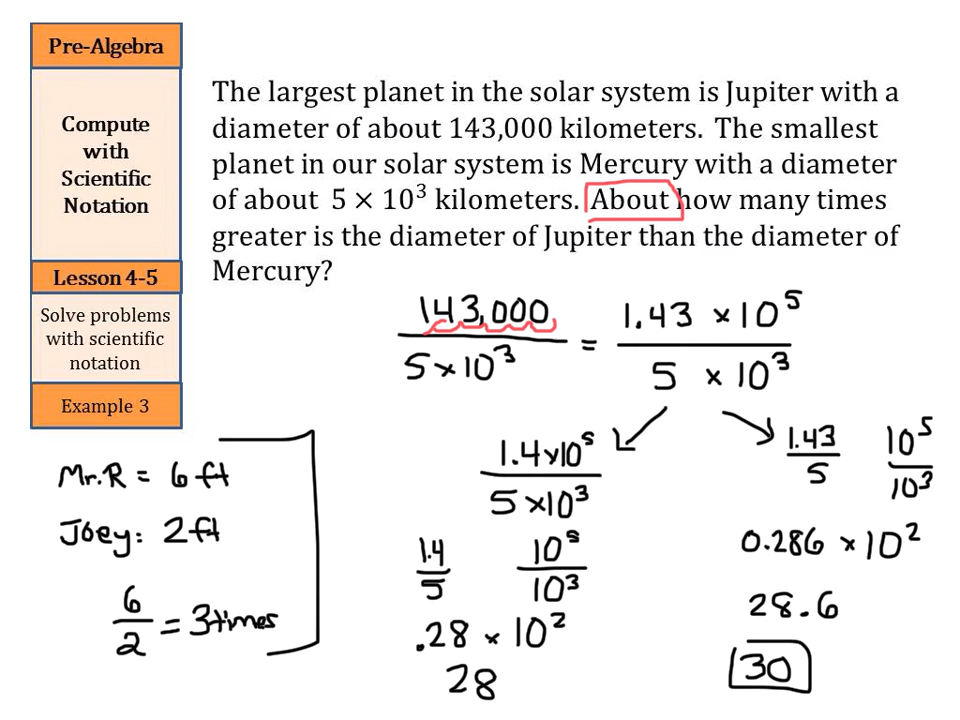 Pre-Algebra
Compute
with
Scientific
Notation
Lesson 4-5
Solve problems
with scientific
notation
Example 3
The largest planet in the solar system is Jupiter with a
diameter of about 143,000 kilometers. The smallest
planet in our solar system is Mercury with a diameter
of about 5 × 10³ kilometers. About how many times
greater is the diameter of Jupiter than the diameter of
Mercury?
143,000 / 5 × 10³ = 1.43 × 10⁵ / 5 × 10³
Mr.R = 6 ft
Joey: 2 ft
6/2 = 3 times
1.4 × 10⁵ / 5 × 10³
1.4/5 10⁵/10³
.28 × 10²
28
1.43/5 10⁵/10³
0.286 × 10²
28.6
30